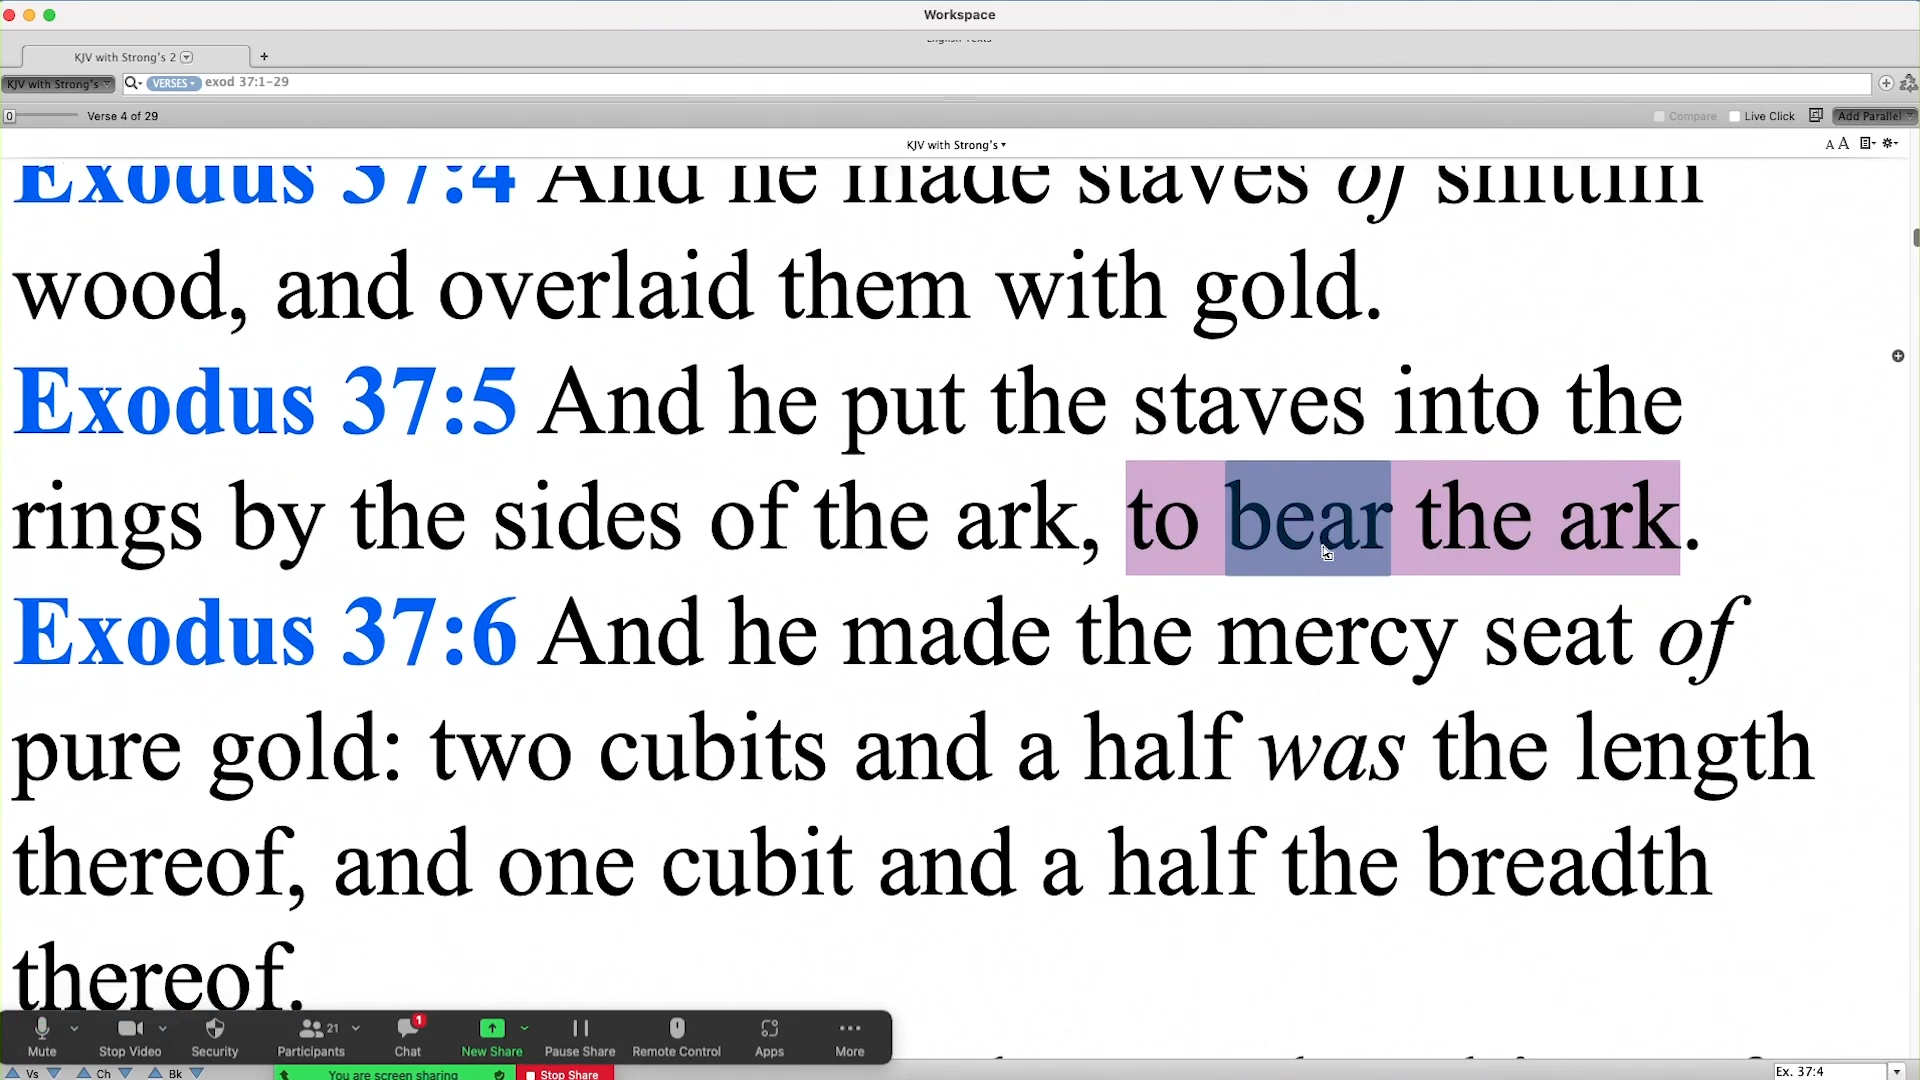 Workspace
English Texts
KJV with Strong's 2
+
KJV with Strong's
VERSES exod 37:1-29
0 Verse 4 of 29 Compare Live Click Add Parallel
KJV with Strong's A A
Exodus 37:4 And he made staves of shittim
wood, and overlaid them with gold.
Exodus 37:5 And he put the staves into the
rings by the sides of the ark, to bear the ark.
Exodus 37:6 And he made the mercy seat of
pure gold: two cubits and a half was the length
thereof, and one cubit and a half the breadth
thereof.
21 1
Mute Stop Video Security Participants Chat New Share Pause Share Remote Control Apps More
Vs Ch Bk You are screen sharing Stop Share Ex. 37:4